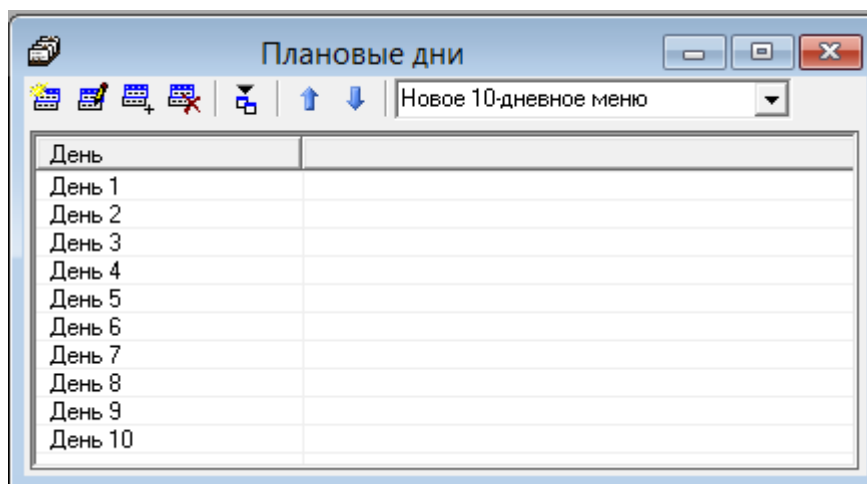 Плановые дни
Новое 10-дневное меню
День
День 1
День 2
День 3
День 4
День 5
День 6
День 7
День 8
День 9
День 10